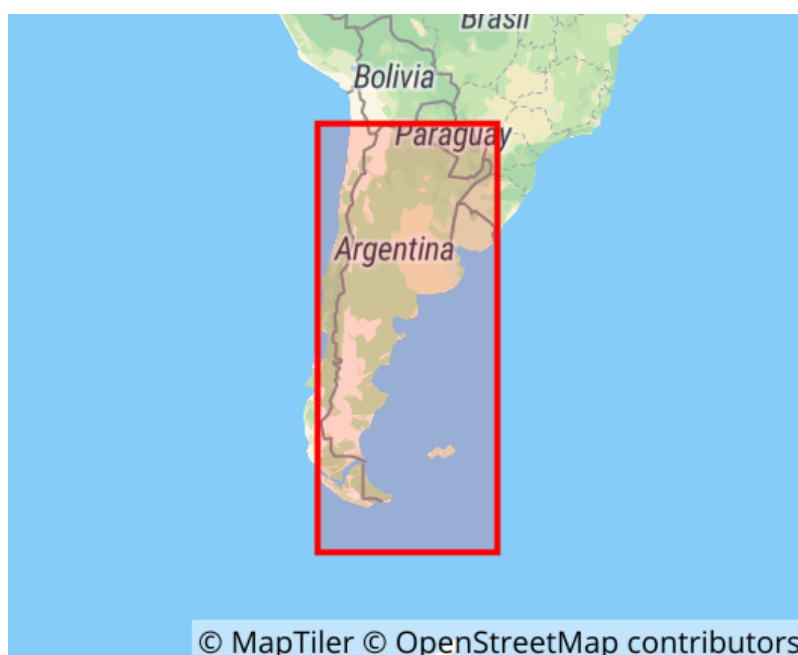 Brasil
Bolivia
Paraguay
Argentina
© MapTiler © OpenStreetMap contributors